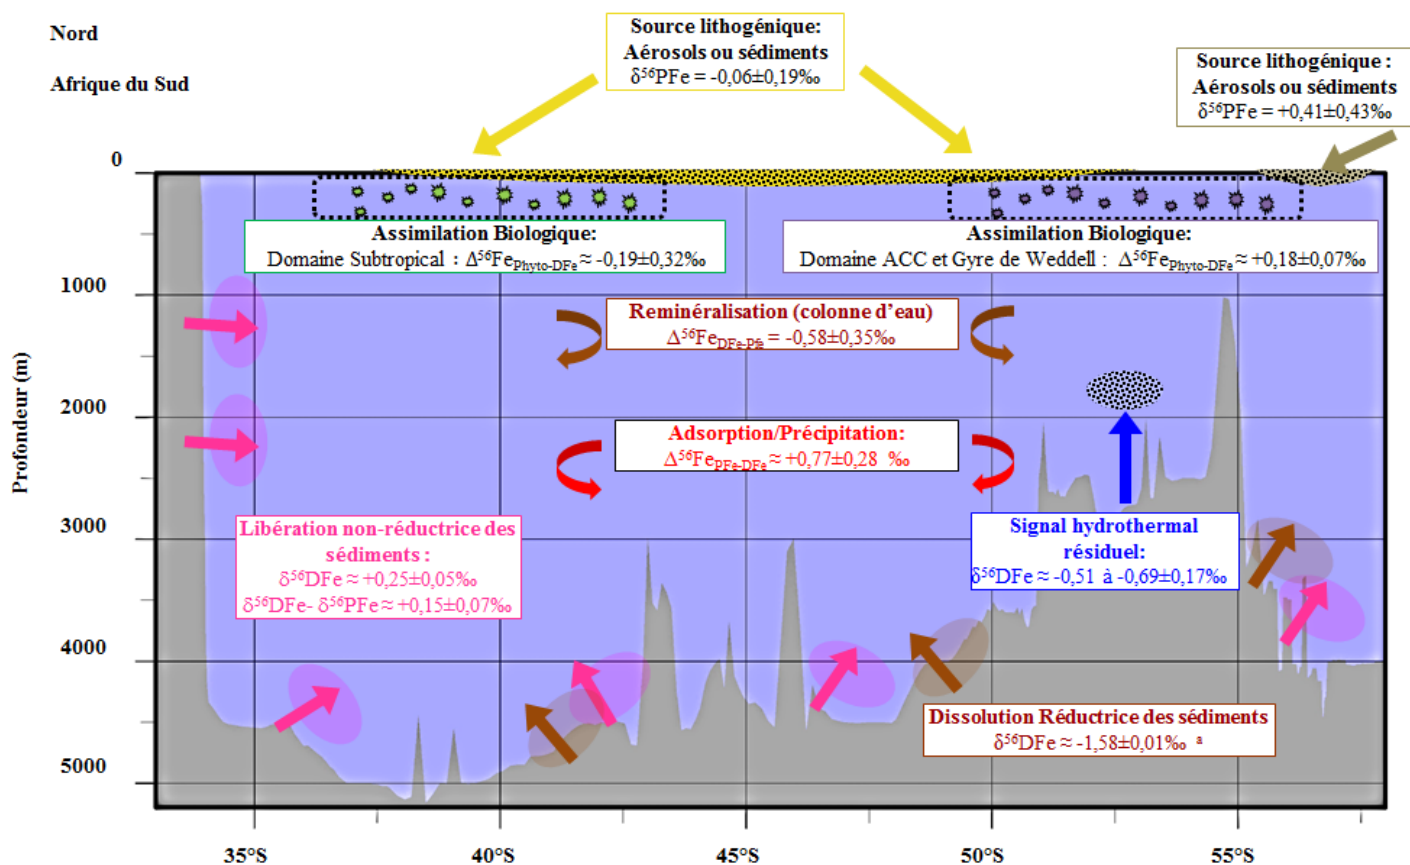 Nord
Afrique du Sud
Source lithogénique:
Aérosols ou sédiments
δ⁵⁶PFe = -0,06±0,19‰
Source lithogénique :
Aérosols ou sédiments
δ⁵⁶PFe = +0,41±0,43‰
0
Assimilation Biologique:
Domaine Subtropical : Δ⁵⁶Fe_Phyto-DFe ≈ -0,19±0,32‰
Assimilation Biologique:
Domaine ACC et Gyre de Weddell : Δ⁵⁶Fe_Phyto-DFe ≈ +0,18±0,07‰
1000
Reminéralisation (colonne d'eau)
Δ⁵⁶Fe_DFe-Pfe = -0,58±0,35‰
2000
Adsorption/Précipitation:
Δ⁵⁶Fe_PFe-DFe ≈ +0,77±0,28 ‰
Profondeur (m)
3000
Libération non-réductrice des
sédiments :
δ⁵⁶DFe ≈ +0,25±0,05‰
δ⁵⁶DFe- δ⁵⁶PFe ≈ +0,15±0,07‰
Signal hydrothermal
résiduel:
δ⁵⁶DFe ≈ -0,51 à -0,69±0,17‰
4000
Dissolution Réductrice des sédiments
δ⁵⁶DFe ≈ -1,58±0,01‰ ᵃ
5000
35°S 40°S 45°S 50°S 55°S